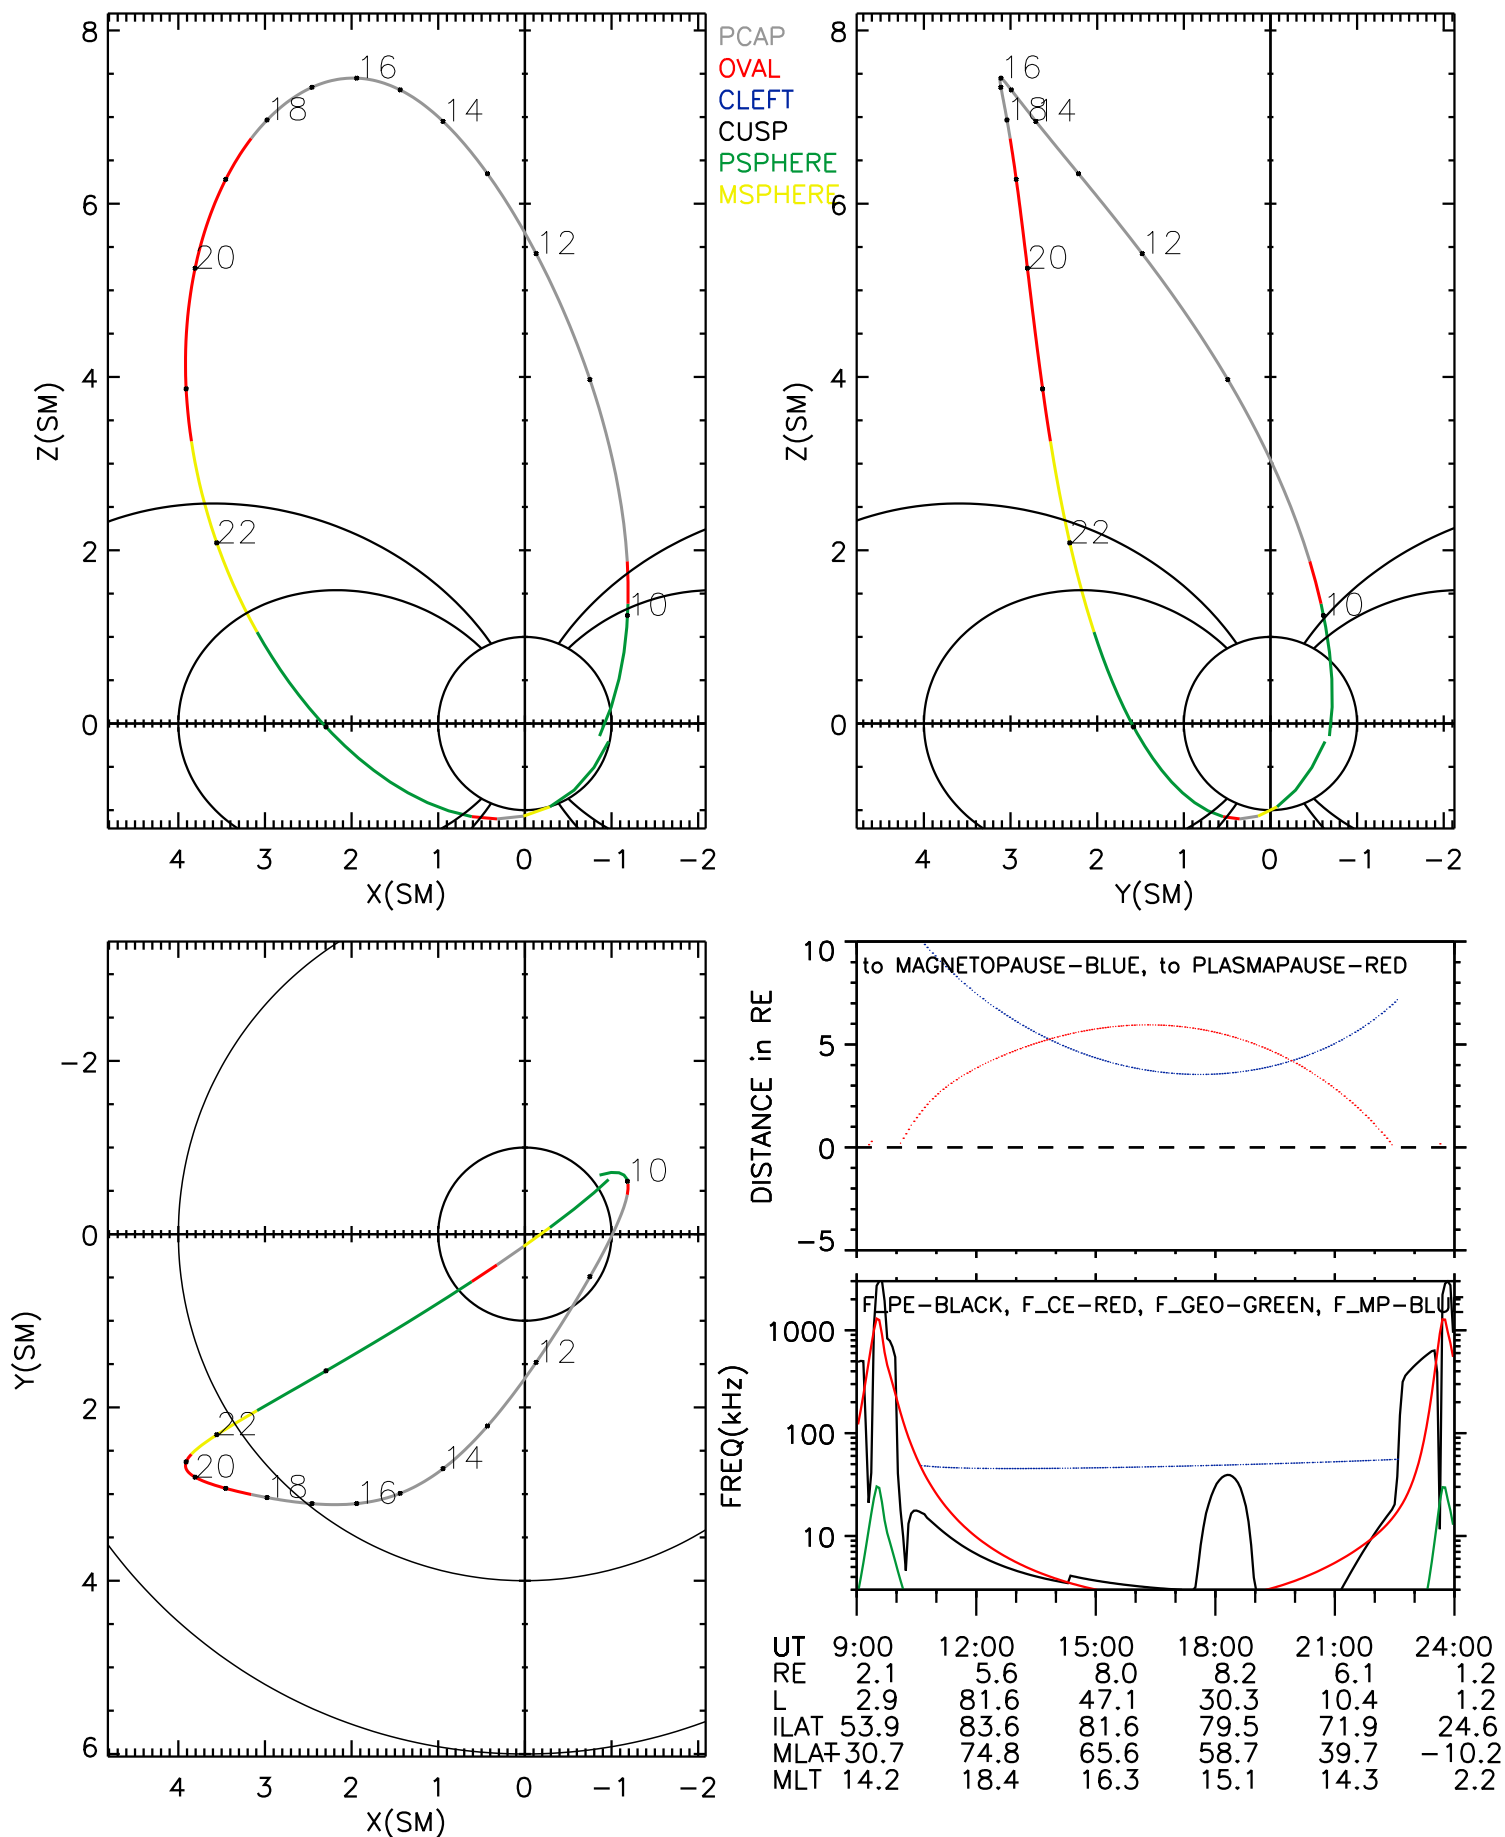 PCAP
OVAL
CLEFT
CUSP
PSPHERE
MSPHERE
8
6
4
2
0
Z(SM)
16
18
14
20
12
22
10
4 3 2 1 0 -1 -2
X(SM)
8
6
4
2
0
Z(SM)
16
18
14
12
20
22
10
4 3 2 1 0 -1 -2
Y(SM)
-2
0
2
4
6
Y(SM)
10
12
14
16
18
20
22
4 3 2 1 0 -1 -2
X(SM)
10
5
0
-5
DISTANCE in RE
to MAGNETOPAUSE-BLUE, to PLASMAPAUSE-RED
1000
100
10
FREQ(kHz)
F_PE-BLACK, F_CE-RED, F_GEO-GREEN, F_MP-BLUE
UT 9:00 12:00 15:00 18:00 21:00 24:00
RE 2.1 5.6 8.0 8.2 6.1 1.2
L 2.9 81.6 47.1 30.3 10.4 1.2
ILAT 53.9 83.6 81.6 79.5 71.9 24.6
MLAT-30.7 74.8 65.6 58.7 39.7 -10.2
MLT 14.2 18.4 16.3 15.1 14.3 2.2